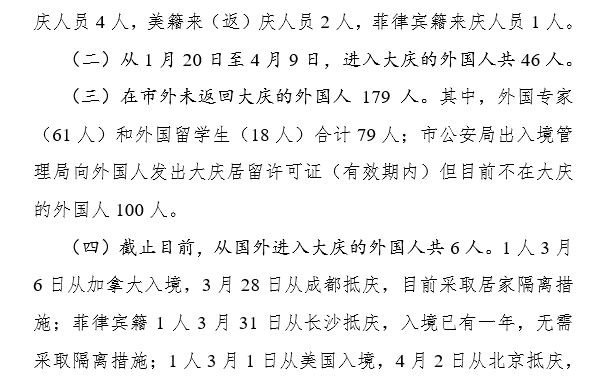 庆人员 4 人，美籍来（返）庆人员 2 人，菲律宾籍来庆人员 1 人。
（二）从 1 月 20 日至 4 月 9 日，进入大庆的外国人共 46 人。
（三）在市外未返回大庆的外国人 179 人。其中，外国专家
（61 人）和外国留学生（18 人）合计 79 人；市公安局出入境管
理局向外国人发出大庆居留许可证（有效期内）但目前不在大庆
的外国人 100 人。
（四）截止目前，从国外进入大庆的外国人共 6 人。1 人 3 月
6 日从加拿大入境，3 月 28 日从成都抵庆，目前采取居家隔离措
施；菲律宾籍 1 人 3 月 31 日从长沙抵庆，入境已有一年，无需
采取隔离措施；1 人 3 月 1 日从美国入境，4 月 2 日从北京抵庆，